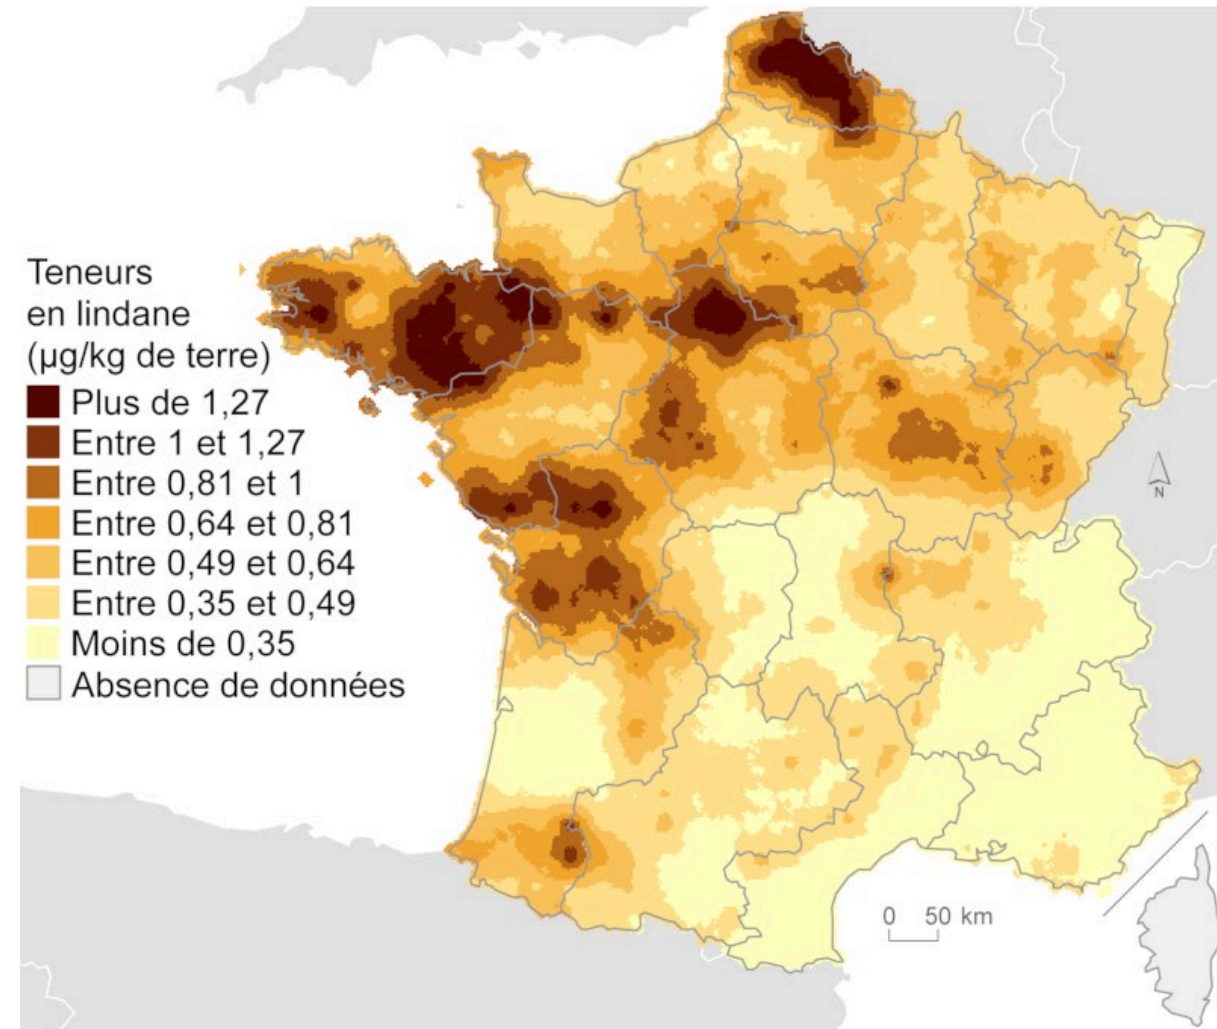 Teneurs
en lindane
(µg/kg de terre)
Plus de 1,27
Entre 1 et 1,27
Entre 0,81 et 1
Entre 0,64 et 0,81
Entre 0,49 et 0,64
Entre 0,35 et 0,49
Moins de 0,35
Absence de données
N
0 50 km